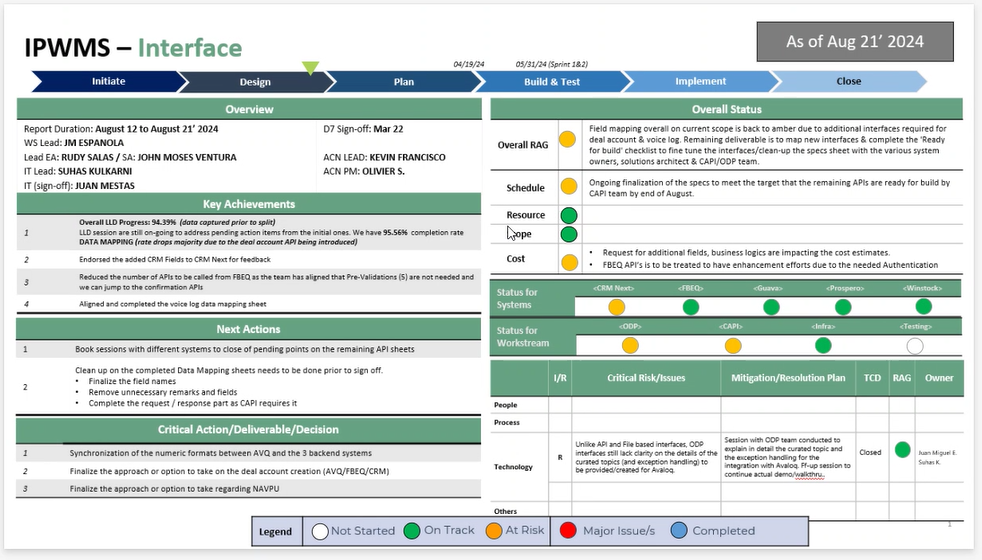 IPWMS – Interface
As of Aug 21’ 2024
04/19/24
05/31/24 (Sprint 1&2)
Initiate
Design
Plan
Build & Test
Implement
Close
Overview
Report Duration: August 12 to August 21’ 2024
WS Lead: JM ESPANOLA
Lead EA: RUDY SALAS / SA: JOHN MOSES VENTURA
IT Lead: SUHAS KULKARNI
IT (sign-off): JUAN MESTAS
D7 Sign-off: Mar 22
ACN LEAD: KEVIN FRANCISCO
ACN PM: OLIVIER S.
Key Achievements
1
Overall LLD Progress: 94.39% (data captured prior to split)
LLD session are still on-going to address pending action items from the initial ones. We have 95.56% completion rate
DATA MAPPING (rate drops majority due to the deal account API being introduced)
2
Endorsed the added CRM Fields to CRM Next for feedback
3
Reduced the number of APIs to be called from FBEQ as the team has aligned that Pre-Validations (5) are not needed and
we can jump to the confirmation APIs
4
Aligned and completed the voice log data mapping sheet
Next Actions
1
Book sessions with different systems to close of pending points on the remaining API sheets
2
Clean up on the completed Data Mapping sheets needs to be done prior to sign off.
• Finalize the field names
• Remove unnecessary remarks and fields
• Complete the request / response part as CAPI requires it
Critical Action/Deliverable/Decision
1
Synchronization of the numeric formats between AVQ and the 3 backend systems
2
Finalize the approach or option to take on the deal account creation (AVQ/FBEQ/CRM)
3
Finalize the approach or option to take regarding NAVPU
Overall Status
Overall RAG
Field mapping overall on current scope is back to amber due to additional interfaces required for
deal account & voice log. Remaining deliverable is to map new interfaces & complete the 'Ready
for build' checklist to fine tune the interfaces/clean-up the specs sheet with the various system
owners, solutions architect & CAPI/ODP team.
Schedule
Ongoing finalization of the specs to meet the target that the remaining APIs are ready for build by
CAPI team by end of August.
Resource
ope
Cost
• Request for additional fields, business logics are impacting the cost estimates.
• FBEQ API's is to be treated to have enhancement efforts due to the needed Authentication
Status for
Systems
<CRM Next>
<FBEQ>
<Guava>
<Prospero>
<Winstock>
Status for
Workstream
<ODP>
<CAPI>
<Infra>
<Testing>
I/R
Critical Risk/Issues
Mitigation/Resolution Plan
TCD
RAG
Owner
People
Process
Technology
R
Unlike API and File based interfaces, ODP
interfaces still lack clarity on the details of the
curated topics (and exception handling) to
be provided/created for Avaloq.
Session with ODP team conducted to
explain in detail the curated topic and
the exception handling for the
integration with Avaloq. Ff-up session to
continue actual demo/walkthru..
Closed
Juan Miguel E.
Suhas K.
Others
1
Legend
Not Started
On Track
At Risk
Major Issue/s
Completed